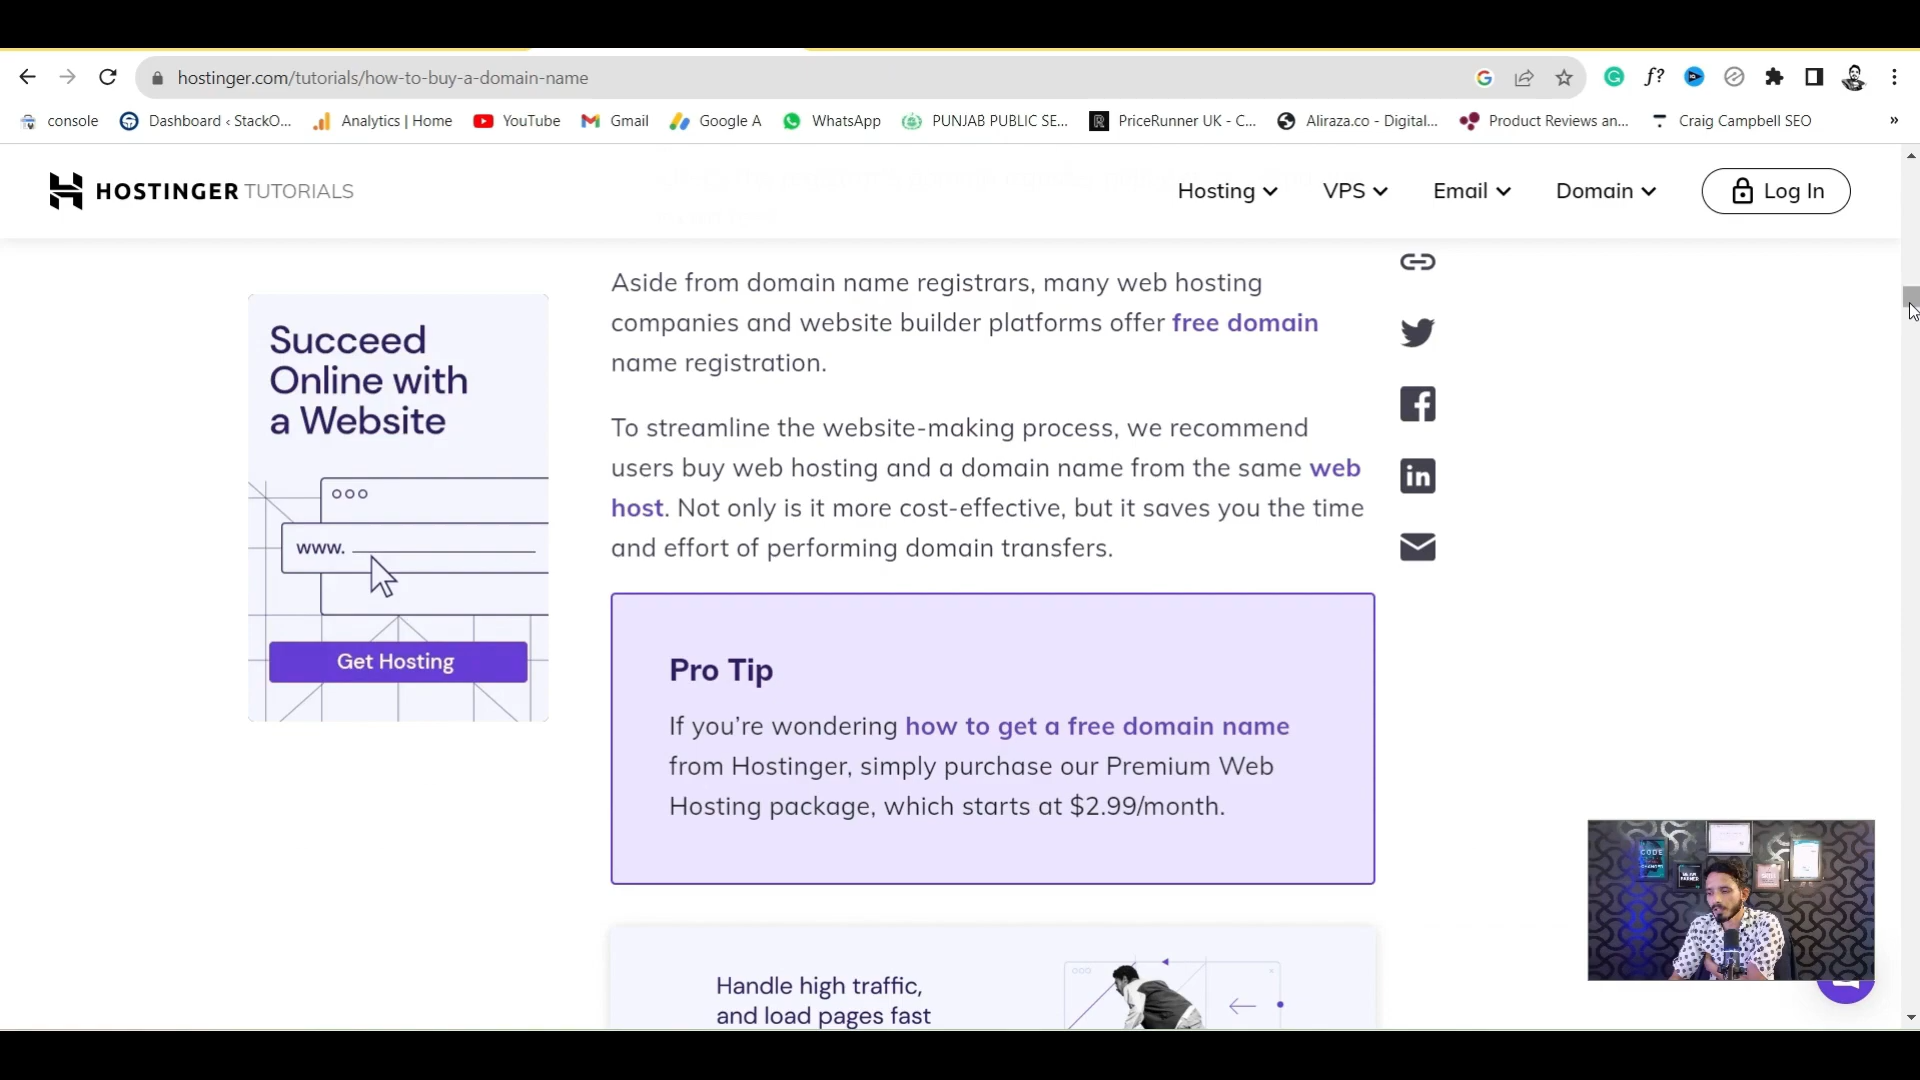 hostinger.com/tutorials/how-to-buy-a-domain-name
f?
console
Dashboard ‹ StackO...
Analytics | Home
YouTube
Gmail
Google A
WhatsApp
PUNJAB PUBLIC SE...
PriceRunner UK - C...
Aliraza.co - Digital...
Product Reviews an...
Craig Campbell SEO
»
HOSTINGER TUTORIALS
Hosting
VPS
Email
Domain
Log In
Aside from domain name registrars, many web hosting
companies and website builder platforms offer free domain
name registration.
To streamline the website-making process, we recommend
users buy web hosting and a domain name from the same web
host. Not only is it more cost-effective, but it saves you the time
and effort of performing domain transfers.
Succeed
Online with
a Website
www.
Get Hosting
Pro Tip
If you’re wondering how to get a free domain name
from Hostinger, simply purchase our Premium Web
Hosting package, which starts at $2.99/month.
Handle high traffic,
and load pages fast
CODE